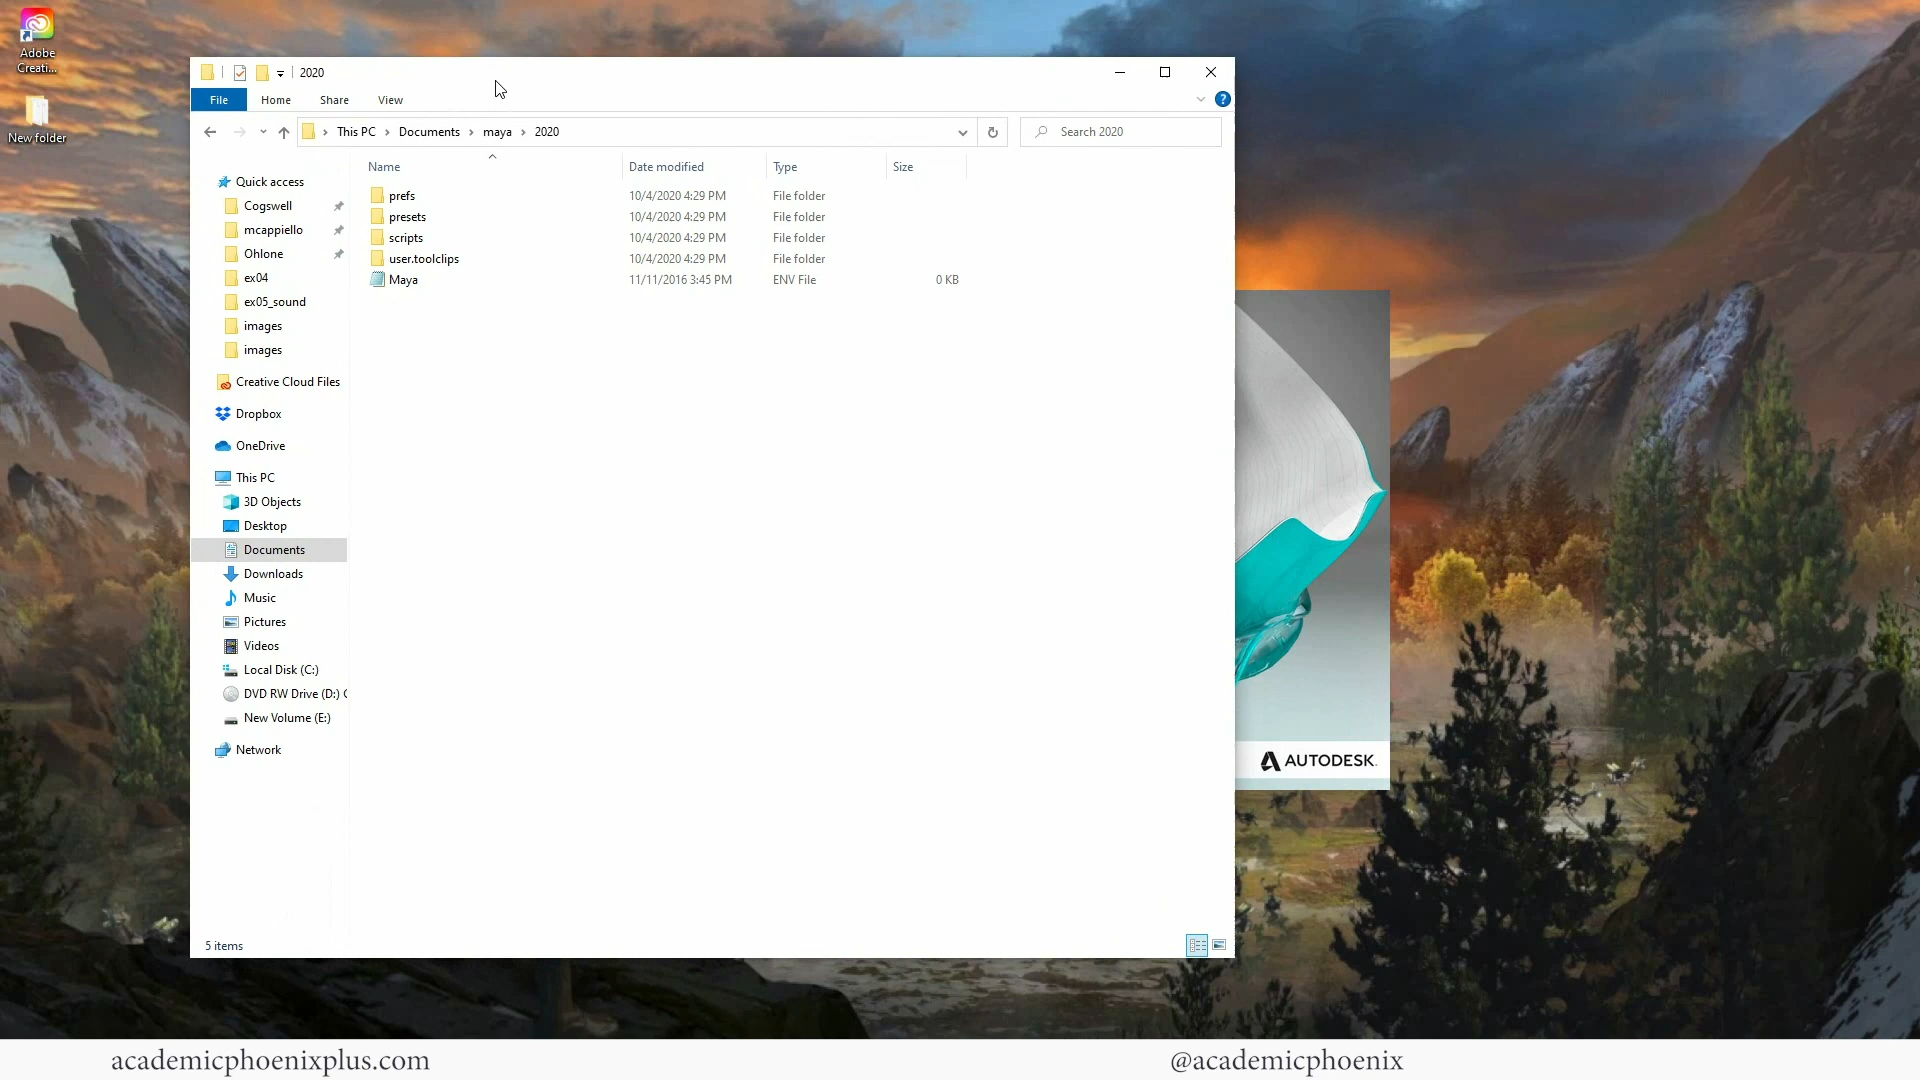 Adobe
Creati...
New folder
2020
File Home Share View
This PC Documents maya 2020
Search 2020
Name Date modified Type Size
prefs 10/4/2020 4:29 PM File folder
presets 10/4/2020 4:29 PM File folder
scripts 10/4/2020 4:29 PM File folder
user.toolclips 10/4/2020 4:29 PM File folder
Maya 11/11/2016 3:45 PM ENV File 0 KB
Quick access
Cogswell
mcappiello
Ohlone
ex04
ex05_sound
images
images
Creative Cloud Files
Dropbox
OneDrive
This PC
3D Objects
Desktop
Documents
Downloads
Music
Pictures
Videos
Local Disk (C:)
DVD RW Drive (D:)
New Volume (E:)
Network
5 items
AUTODESK.
academicphoenixplus.com
@academicphoenix